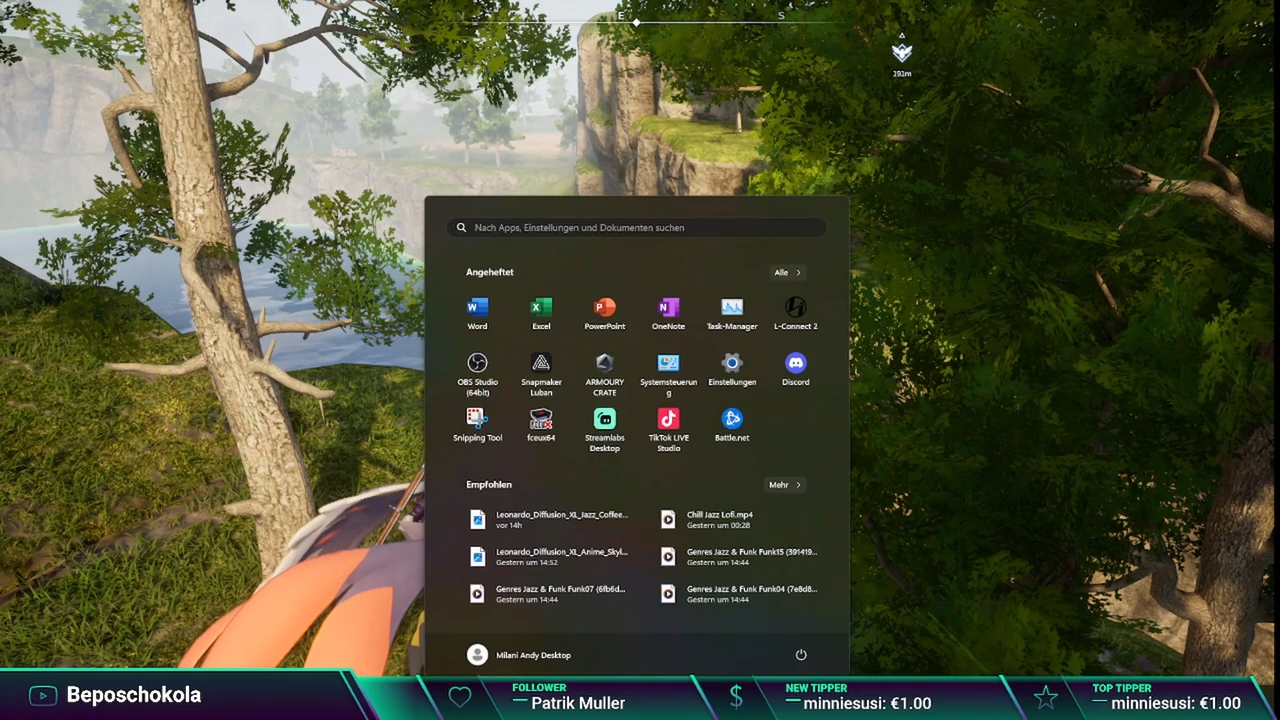 E
S
191m
Nach Apps, Einstellungen und Dokumenten suchen
Angeheftet
Alle
Word
Excel
PowerPoint
OneNote
Task-Manager
L-Connect 2
OBS Studio
(64bit)
Snapmaker
Luban
ARMOURY
CRATE
Systemsteuerun
g
Einstellungen
Discord
Snipping Tool
fceux64
Streamlabs
Desktop
TikTok LIVE
Studio
Battle.net
Empfohlen
Mehr
Leonardo_Diffusion_XL_Jazz_Coffee...
vor 14h
Chill Jazz Lofi.mp4
Gestern um 00:28
Leonardo_Diffusion_XL_Anime_Skyl...
Gestern um 14:52
Genres Jazz & Funk Funk15 (391419...
Gestern um 14:44
Genres Jazz & Funk Funk07 (6fb6d...
Gestern um 14:44
Genres Jazz & Funk Funk04 (7e8d8...
Gestern um 14:44
Milani Andy Desktop
Beposchokola
FOLLOWER
Patrik Muller
NEW TIPPER
minniesusi: €1.00
TOP TIPPER
minniesusi: €1.00